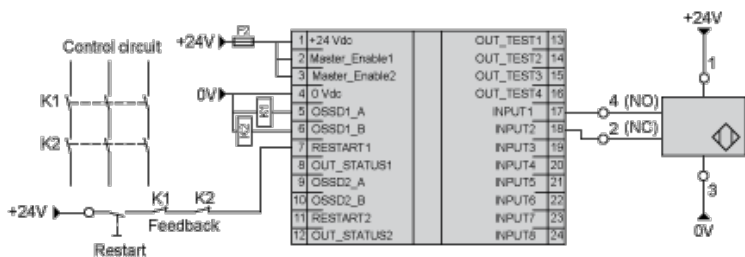 +24V
Control circuit
+24V
F2
1 +24 Vdc OUT_TEST1 13
2 Master_Enable1 OUT_TEST2 14
3 Master_Enable2 OUT_TEST3 15
0V
4 0 Vdc OUT_TEST4 16
1
K1
5 OSSD1_A INPUT1 17
K1
4 (NO)
K2
6 OSSD1_B INPUT2 18
2 (NC)
K2
7 RESTART1 INPUT3 19
8 OUT_STATUS1 INPUT4 20
3
9 OSSD2_A INPUT5 21
K1 K2
10 OSSD2_B INPUT6 22
+24V
Feedback
11 RESTART2 INPUT7 23
0V
Restart
12 OUT_STATUS2 INPUT8 24